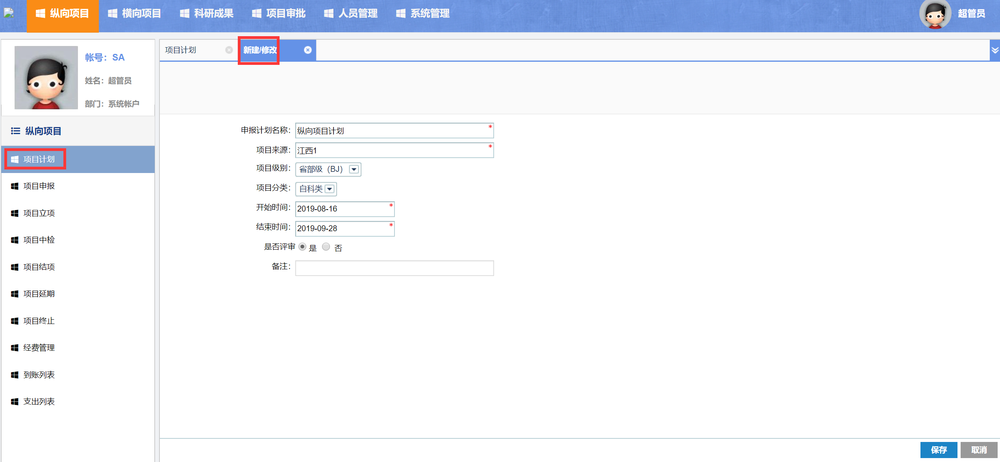 纵向项目 横向项目 科研成果 项目审批 人员管理 系统管理 超管员
帐号：SA
姓名：超管员
部门：系统帐户
纵向项目
项目计划
项目申报
项目立项
项目中检
项目结项
项目延期
项目终止
经费管理
到账列表
支出列表
项目计划 新建/修改
申报计划名称： 纵向项目计划 *
项目来源： 江西1 *
项目级别： 省部级（BJ）
项目分类： 自科类
开始时间： 2019-08-16 *
结束时间： 2019-09-28 *
是否评审 是 否
备注：
保存 取消